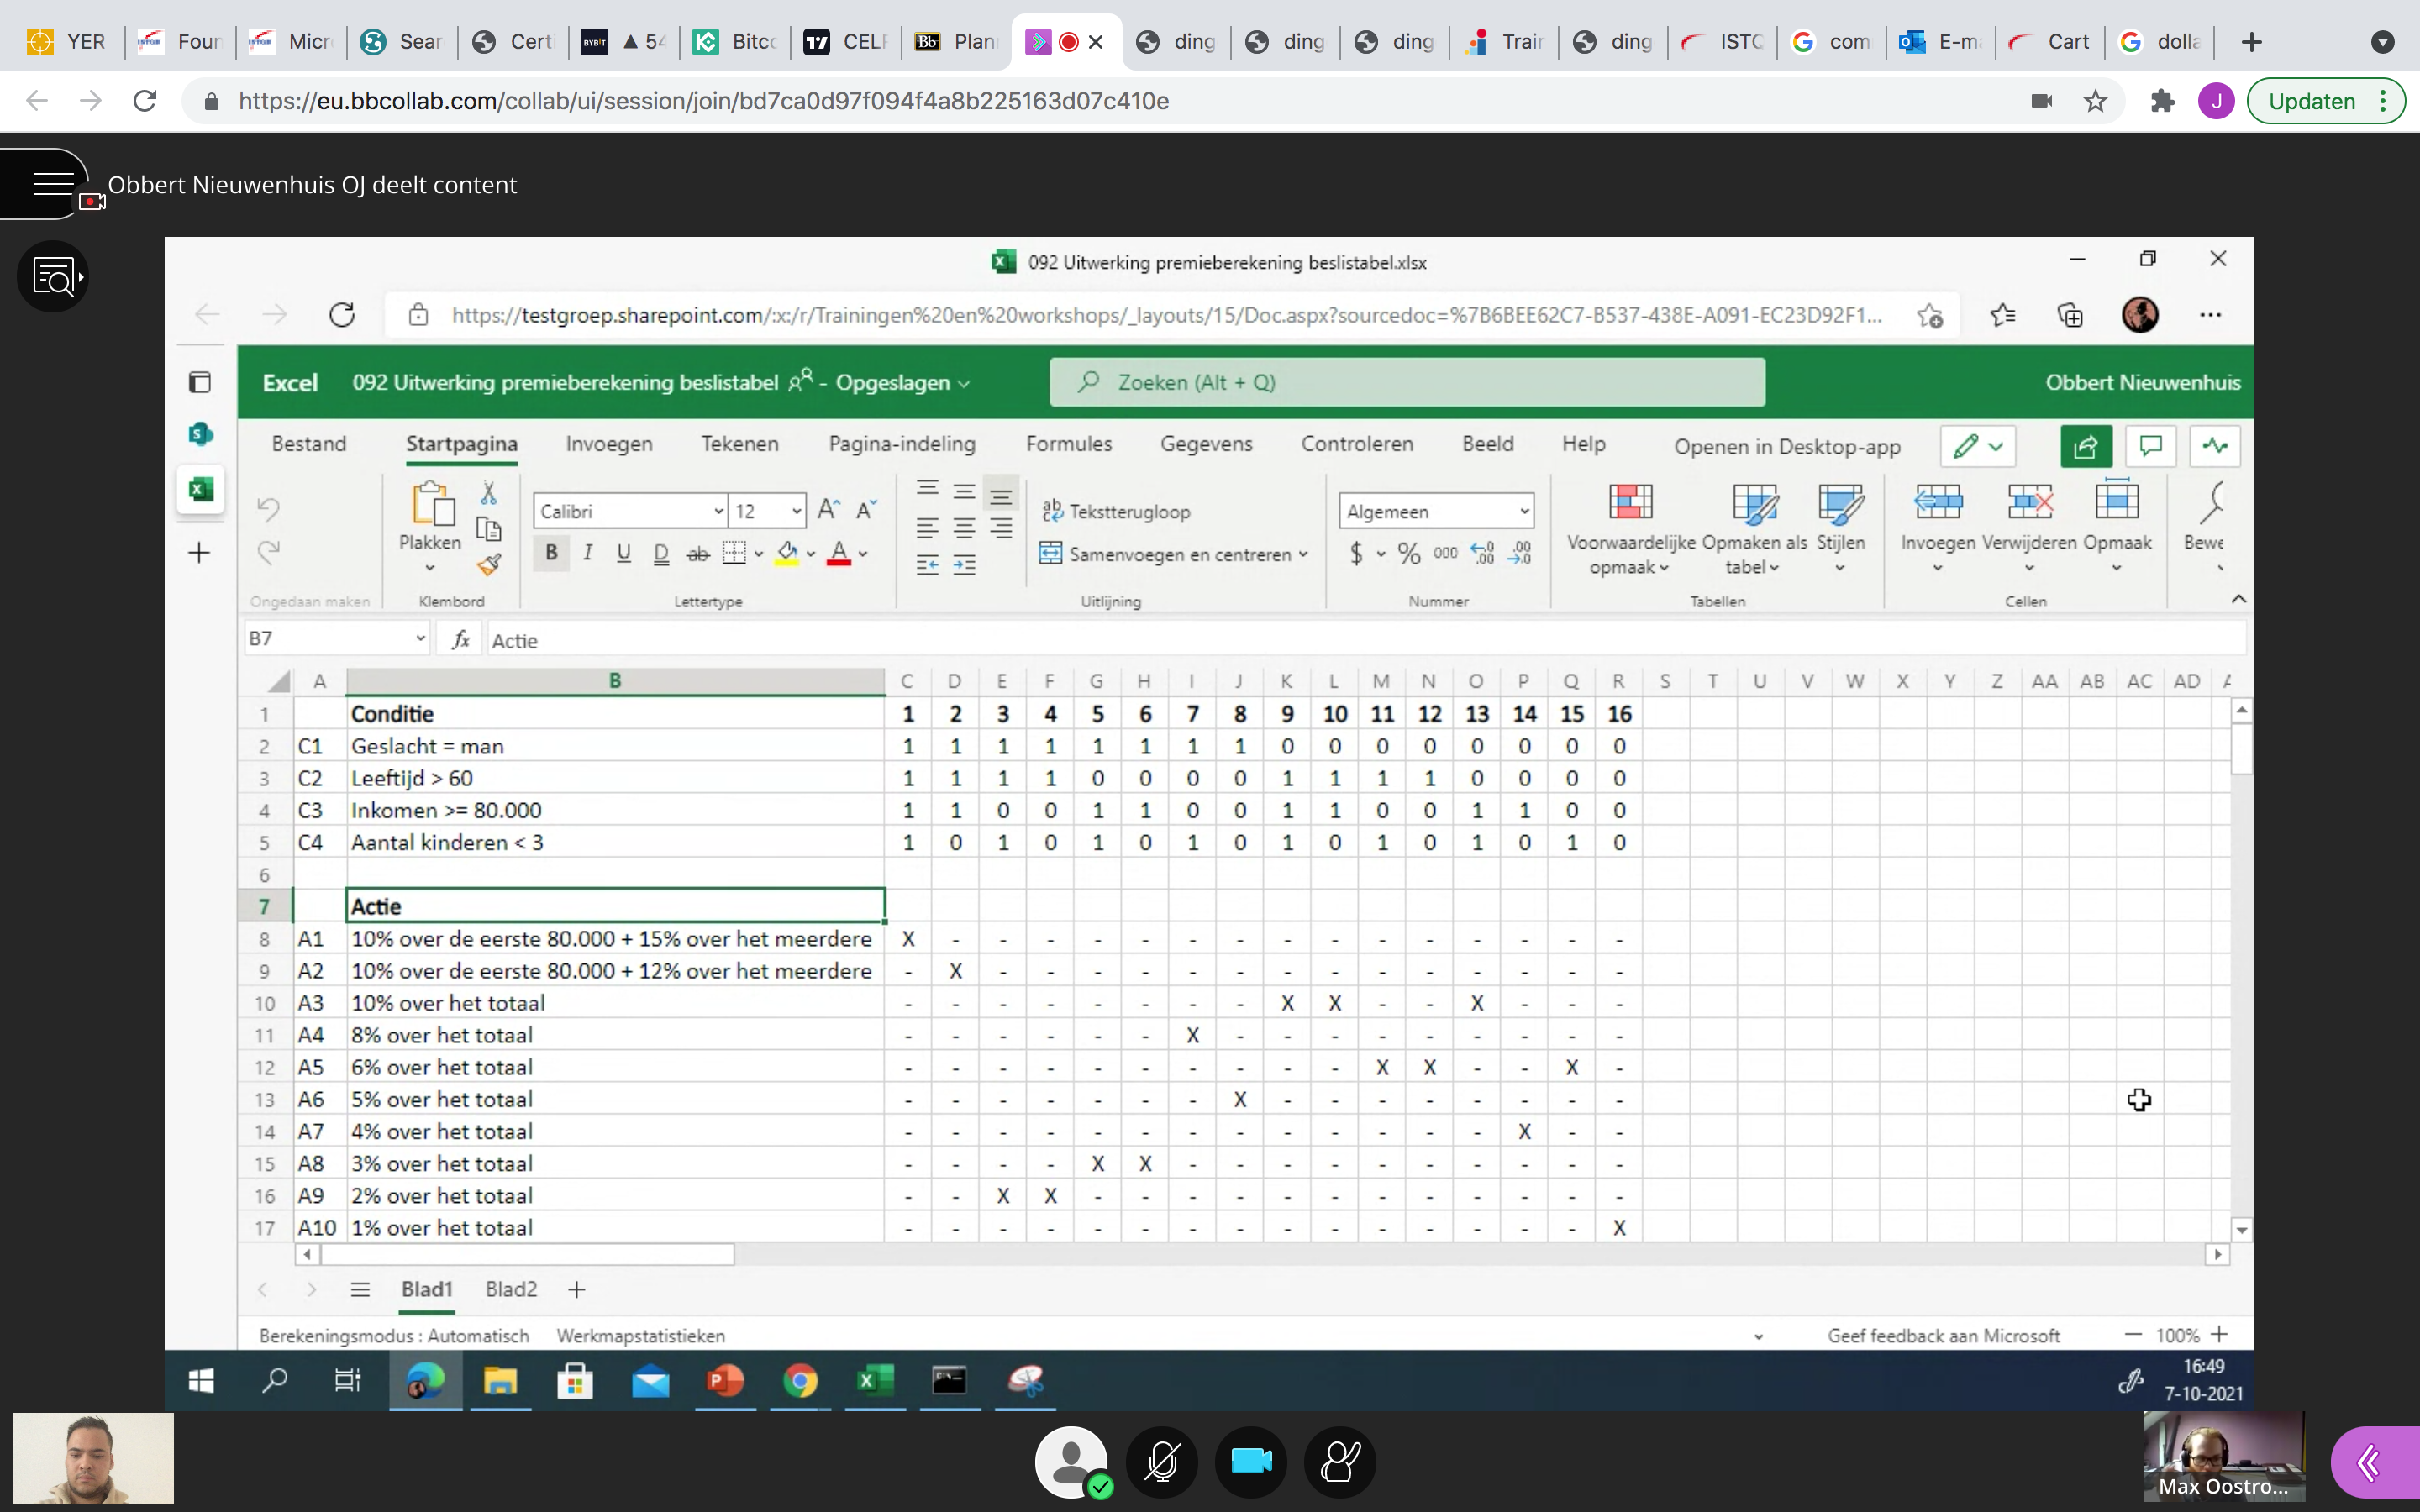 YER Foun Micr Sear Certi BYBIT ▲ 54 Bitco CELF Bb Plan ding ding ding Trair ding ISTQ com E-ma Cart dolla
https://eu.bbcollab.com/collab/ui/session/join/bd7ca0d97f094f4a8b225163d07c410e J Updaten
Obbert Nieuwenhuis OJ deelt content
092 Uitwerking premieberekening beslistabel.xlsx
https://testgroep.sharepoint.com/:x:/r/Trainingen%20en%20workshops/_layouts/15/Doc.aspx?sourcedoc=%7B6BEE62C7-B537-438E-A091-EC23D92F1...
Excel 092 Uitwerking premieberekening beslistabel - Opgeslagen Zoeken (Alt + Q) Obbert Nieuwenhuis
Bestand Startpagina Invoegen Tekenen Pagina-indeling Formules Gegevens Controleren Beeld Help Openen in Desktop-app
Calibri 12 Tekstterugloop Algemeen
Plakken B I U D ab Samenvoegen en centreren $ % 000 Voorwaardelijke opmaak Opmaken als tabel Stijlen Invoegen Verwijderen Opmaak Bewe
Ongedaan maken Klembord Lettertype Uitlijning Nummer Tabellen Cellen
B7 fx Actie
A B C D E F G H I J K L M N O P Q R S T U V W X Y Z AA AB AC AD
1 Conditie 1 2 3 4 5 6 7 8 9 10 11 12 13 14 15 16
2 C1 Geslacht = man 1 1 1 1 1 1 1 1 0 0 0 0 0 0 0 0
3 C2 Leeftijd > 60 1 1 1 1 0 0 0 0 1 1 1 1 0 0 0 0
4 C3 Inkomen >= 80.000 1 1 0 0 1 1 0 0 1 1 0 0 1 1 0 0
5 C4 Aantal kinderen < 3 1 0 1 0 1 0 1 0 1 0 1 0 1 0 1 0
6
7 Actie
8 A1 10% over de eerste 80.000 + 15% over het meerdere X - - - - - - - - - - - - - - -
9 A2 10% over de eerste 80.000 + 12% over het meerdere - X - - - - - - - - - - - - - -
10 A3 10% over het totaal - - - - - - - - X X - - X - - -
11 A4 8% over het totaal - - - - - - X - - - - - - - - -
12 A5 6% over het totaal - - - - - - - - - - X X - - X -
13 A6 5% over het totaal - - - - - - - X - - - - - - - -
14 A7 4% over het totaal - - - - - - - - - - - - - X - -
15 A8 3% over het totaal - - - - X X - - - - - - - - - -
16 A9 2% over het totaal - - X X - - - - - - - - - - - -
17 A10 1% over het totaal - - - - - - - - - - - - - - - X
Blad1 Blad2
Berekeningsmodus : Automatisch Werkmapstatistieken Geef feedback aan Microsoft 100%
16:49
7-10-2021
Max Oostro...